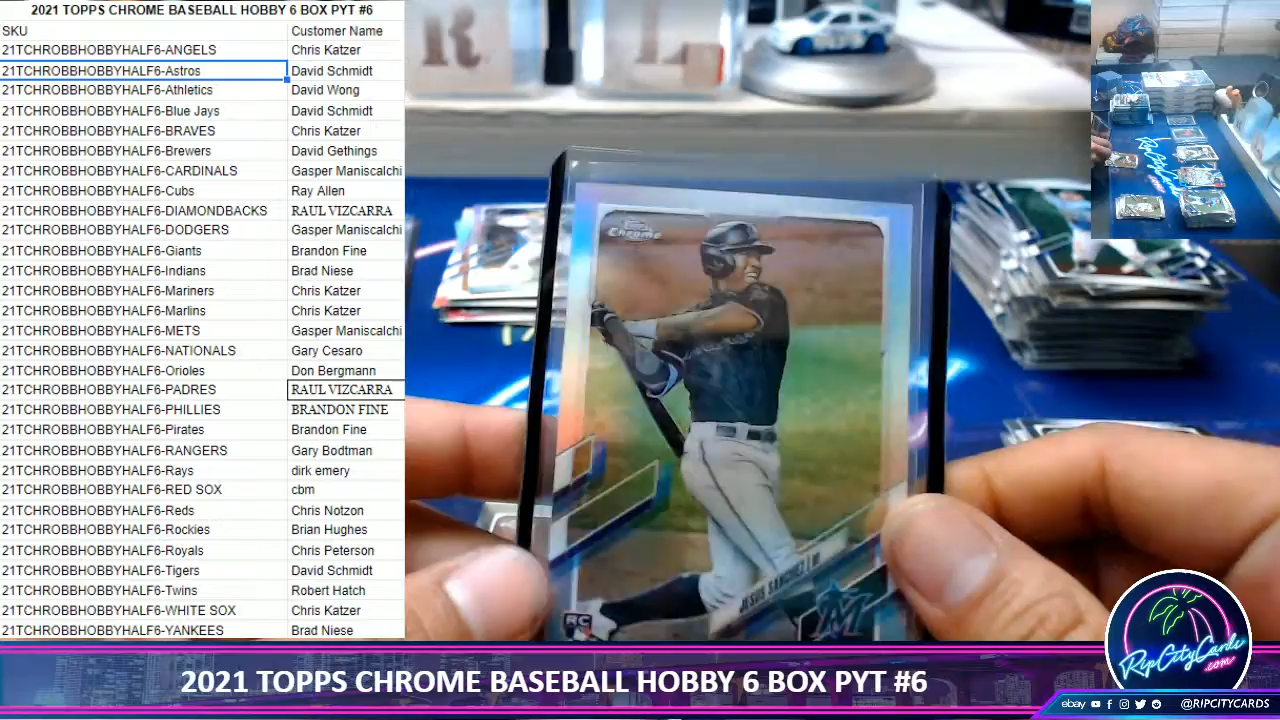 2021 TOPPS CHROME BASEBALL HOBBY 6 BOX PYT #6
SKU Customer Name
21TCHROBBHOBBYHALF6-ANGELS Chris Katzer
21TCHROBBHOBBYHALF6-Astros David Schmidt
21TCHROBBHOBBYHALF6-Athletics David Wong
21TCHROBBHOBBYHALF6-Blue Jays David Schmidt
21TCHROBBHOBBYHALF6-BRAVES Chris Katzer
21TCHROBBHOBBYHALF6-Brewers David Gethings
21TCHROBBHOBBYHALF6-CARDINALS Gasper Maniscalchi
21TCHROBBHOBBYHALF6-Cubs Ray Allen
21TCHROBBHOBBYHALF6-DIAMONDBACKS RAUL VIZCARRA
21TCHROBBHOBBYHALF6-DODGERS Gasper Maniscalchi
21TCHROBBHOBBYHALF6-Giants Brandon Fine
21TCHROBBHOBBYHALF6-Indians Brad Niese
21TCHROBBHOBBYHALF6-Mariners Chris Katzer
21TCHROBBHOBBYHALF6-Marlins Chris Katzer
21TCHROBBHOBBYHALF6-METS Gasper Maniscalchi
21TCHROBBHOBBYHALF6-NATIONALS Gary Cesaro
21TCHROBBHOBBYHALF6-Orioles Don Bergmann
21TCHROBBHOBBYHALF6-PADRES RAUL VIZCARRA
21TCHROBBHOBBYHALF6-PHILLIES BRANDON FINE
21TCHROBBHOBBYHALF6-Pirates Brandon Fine
21TCHROBBHOBBYHALF6-RANGERS Gary Bodtman
21TCHROBBHOBBYHALF6-Rays dirk emery
21TCHROBBHOBBYHALF6-RED SOX cbm
21TCHROBBHOBBYHALF6-Reds Chris Notzon
21TCHROBBHOBBYHALF6-Rockies Brian Hughes
21TCHROBBHOBBYHALF6-Royals Chris Peterson
21TCHROBBHOBBYHALF6-Tigers David Schmidt
21TCHROBBHOBBYHALF6-Twins Robert Hatch
21TCHROBBHOBBYHALF6-WHITE SOX Chris Katzer
21TCHROBBHOBBYHALF6-YANKEES Brad Niese
R L
Topps Chrome
JESUS SANCHEZ
RC
M
RipCityCards
.com
2021 TOPPS CHROME BASEBALL HOBBY 6 BOX PYT #6
ebay @RIPCITYCARDS